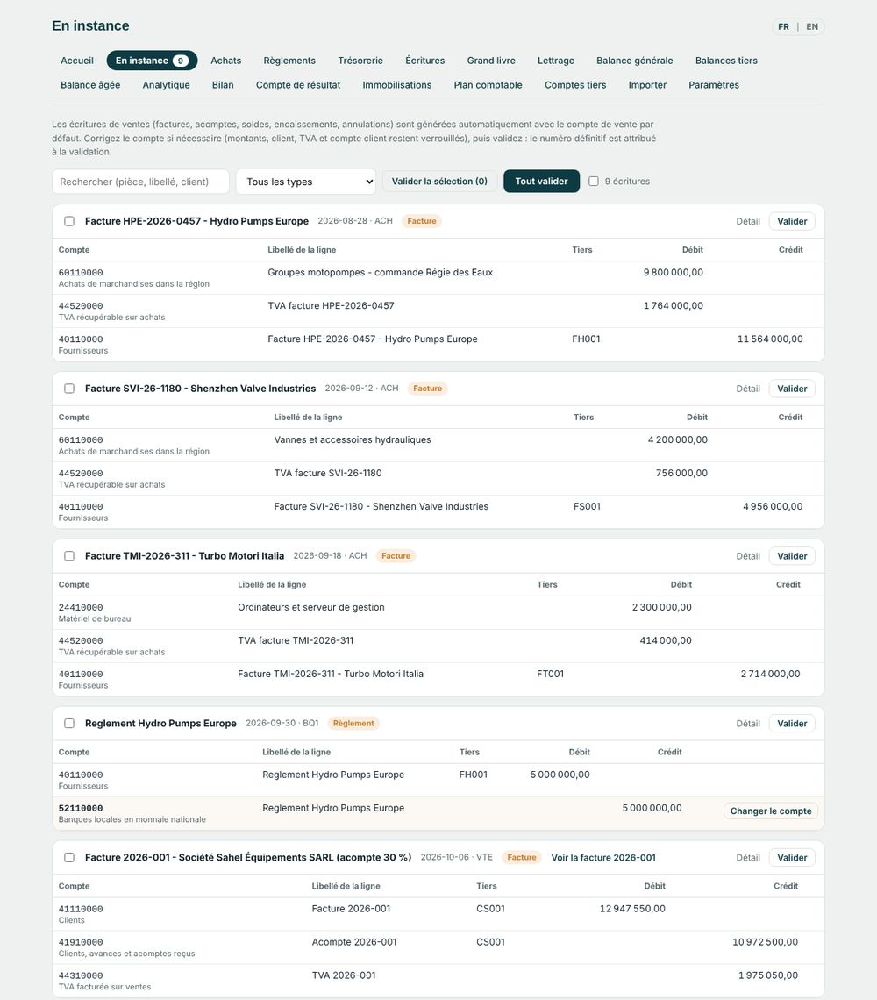 En instance
FR | EN
Accueil En instance 9 Achats Règlements Trésorerie Écritures Grand livre Lettrage Balance générale Balances tiers
Balance âgée Analytique Bilan Compte de résultat Immobilisations Plan comptable Comptes tiers Importer Paramètres
Les écritures de ventes (factures, acomptes, soldes, encaissements, annulations) sont générées automatiquement avec le compte de vente par
défaut. Corrigez le compte si nécessaire (montants, client, TVA et compte client restent verrouillés), puis validez : le numéro définitif est attribué
à la validation.
Rechercher (pièce, libellé, client) Tous les types Valider la sélection (0) Tout valider 9 écritures
Facture HPE-2026-0457 - Hydro Pumps Europe 2026-08-28 · ACH Facture Détail Valider
Compte Libellé de la ligne Tiers Débit Crédit
60110000 Groupes motopompes - commande Régie des Eaux 9 800 000,00
Achats de marchandises dans la région
44520000 TVA facture HPE-2026-0457 1 764 000,00
TVA récupérable sur achats
40110000 Facture HPE-2026-0457 - Hydro Pumps Europe FH001 11 564 000,00
Fournisseurs
Facture SVI-26-1180 - Shenzhen Valve Industries 2026-09-12 · ACH Facture Détail Valider
Compte Libellé de la ligne Tiers Débit Crédit
60110000 Vannes et accessoires hydrauliques 4 200 000,00
Achats de marchandises dans la région
44520000 TVA facture SVI-26-1180 756 000,00
TVA récupérable sur achats
40110000 Facture SVI-26-1180 - Shenzhen Valve Industries FS001 4 956 000,00
Fournisseurs
Facture TMI-2026-311 - Turbo Motori Italia 2026-09-18 · ACH Facture Détail Valider
Compte Libellé de la ligne Tiers Débit Crédit
24410000 Ordinateurs et serveur de gestion 2 300 000,00
Matériel de bureau
44520000 TVA facture TMI-2026-311 414 000,00
TVA récupérable sur achats
40110000 Facture TMI-2026-311 - Turbo Motori Italia FT001 2 714 000,00
Fournisseurs
Reglement Hydro Pumps Europe 2026-09-30 · BQ1 Règlement Détail Valider
Compte Libellé de la ligne Tiers Débit Crédit
40110000 Reglement Hydro Pumps Europe FH001 5 000 000,00
Fournisseurs
52110000 Reglement Hydro Pumps Europe 5 000 000,00 Changer le compte
Banques locales en monnaie nationale
Facture 2026-001 - Société Sahel Équipements SARL (acompte 30 %) 2026-10-06 · VTE Facture Voir la facture 2026-001 Détail Valider
Compte Libellé de la ligne Tiers Débit Crédit
41110000 Facture 2026-001 CS001 12 947 550,00
Clients
41910000 Acompte 2026-001 CS001 10 972 500,00
Clients, avances et acomptes reçus
44310000 TVA 2026-001 1 975 050,00
TVA facturée sur ventes